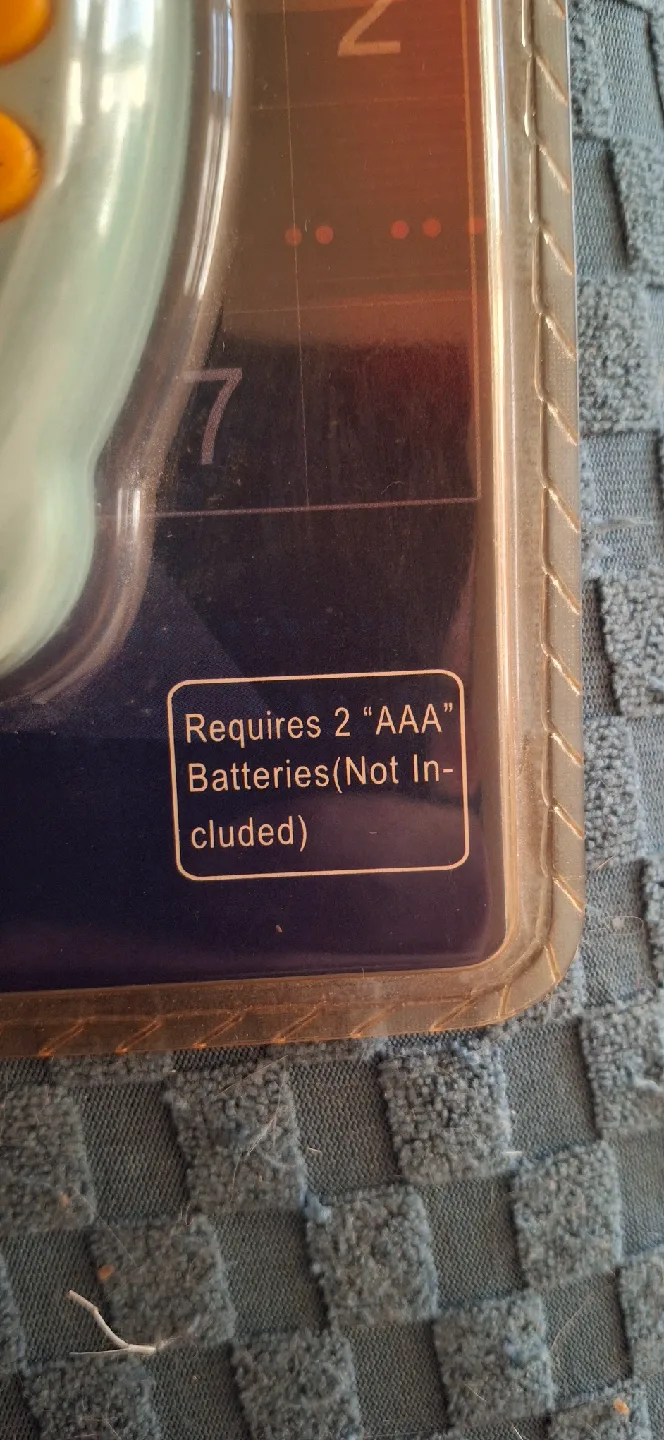 2
7
Requires 2 “AAA”
Batteries(Not In-
cluded)